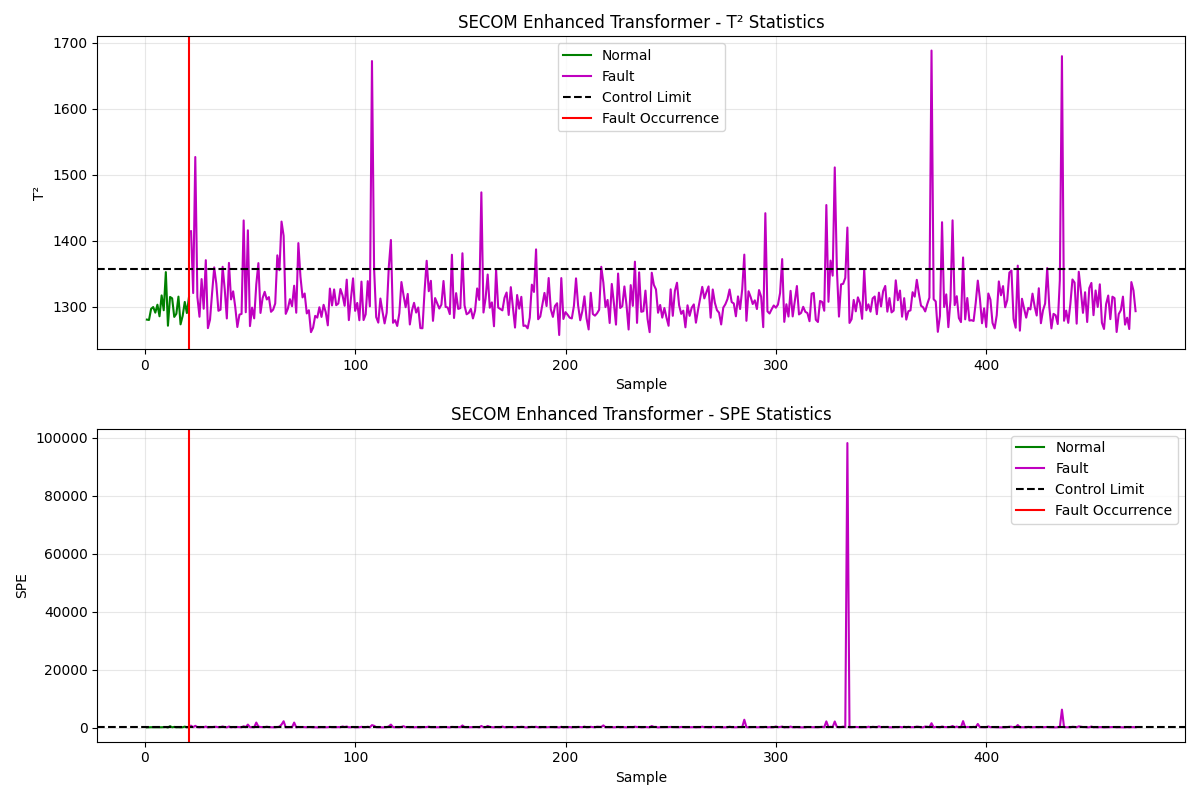 SECOM Enhanced Transformer - T² Statistics
1700
1600
1500
1400
1300
T²
Normal
Fault
Control Limit
Fault Occurrence
0
100
200
300
400
Sample
SECOM Enhanced Transformer - SPE Statistics
100000
80000
60000
40000
20000
0
SPE
Normal
Fault
Control Limit
Fault Occurrence
0
100
200
300
400
Sample